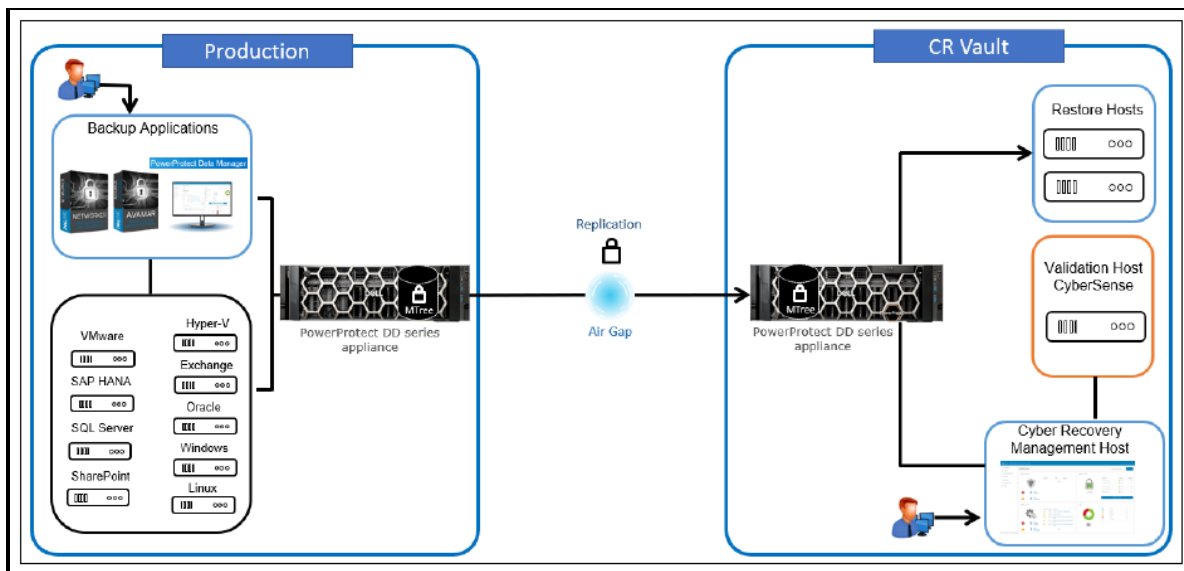 Production
Backup Applications
PowerProtect Data Manager
NETWORKER
AVAMAR
VMware
SAP HANA
SQL Server
SharePoint
Hyper-V
Exchange
Oracle
Windows
Linux
DELL
MTree
PowerProtect DD series
appliance
Replication
Air Gap
CR Vault
MTree
DELL
PowerProtect DD series
appliance
Restore Hosts
Validation Host
CyberSense
Cyber Recovery
Management Host